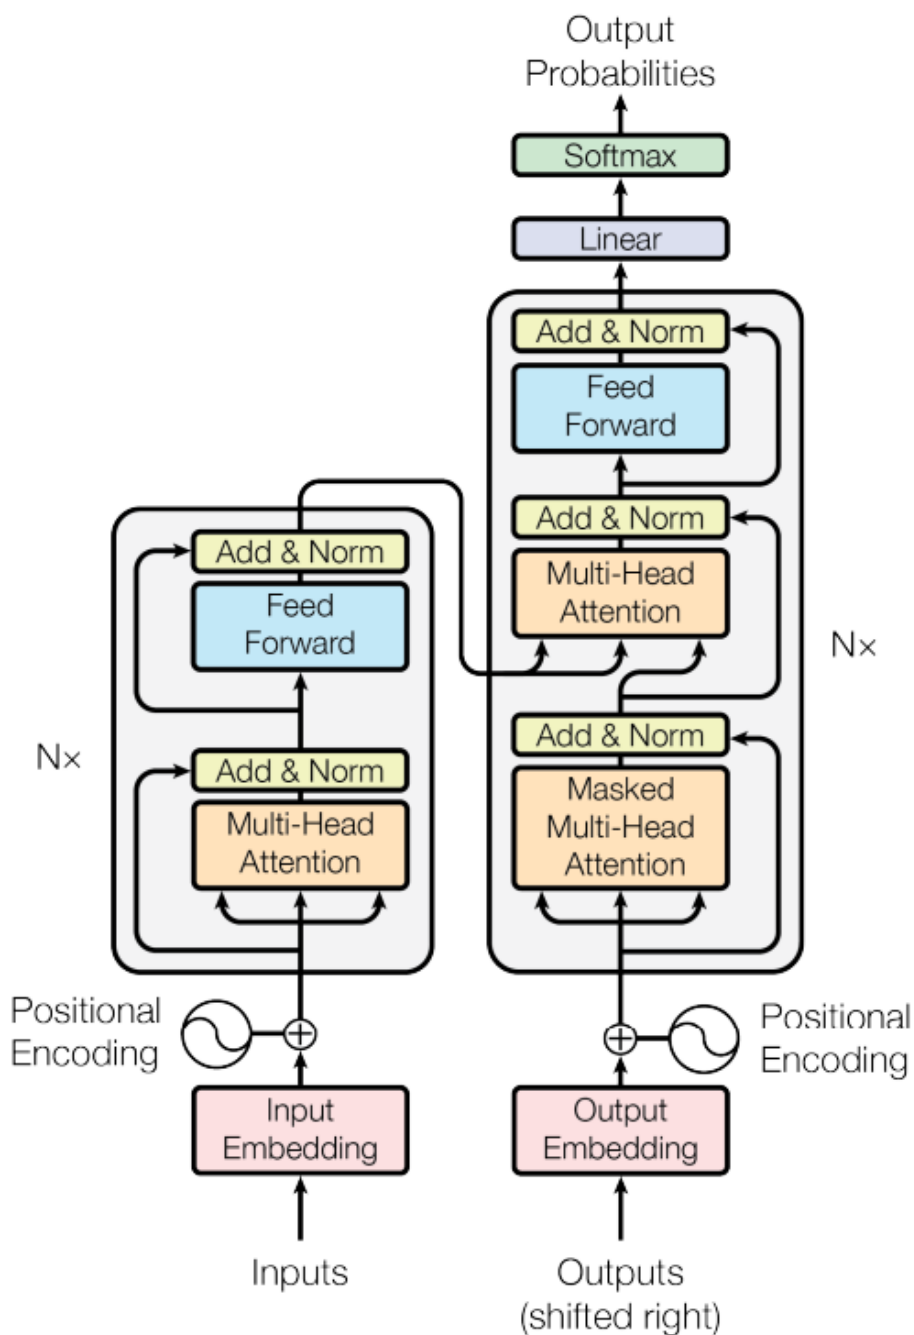 Output
Probabilities
Softmax
Linear
Add & Norm
Feed
Forward
Add & Norm
Multi-Head
Attention
Add & Norm
Masked
Multi-Head
Attention
N×
Add & Norm
Feed
Forward
Add & Norm
Multi-Head
Attention
N×
Positional
Encoding
Positional
Encoding
Input
Embedding
Output
Embedding
Inputs
Outputs
(shifted right)